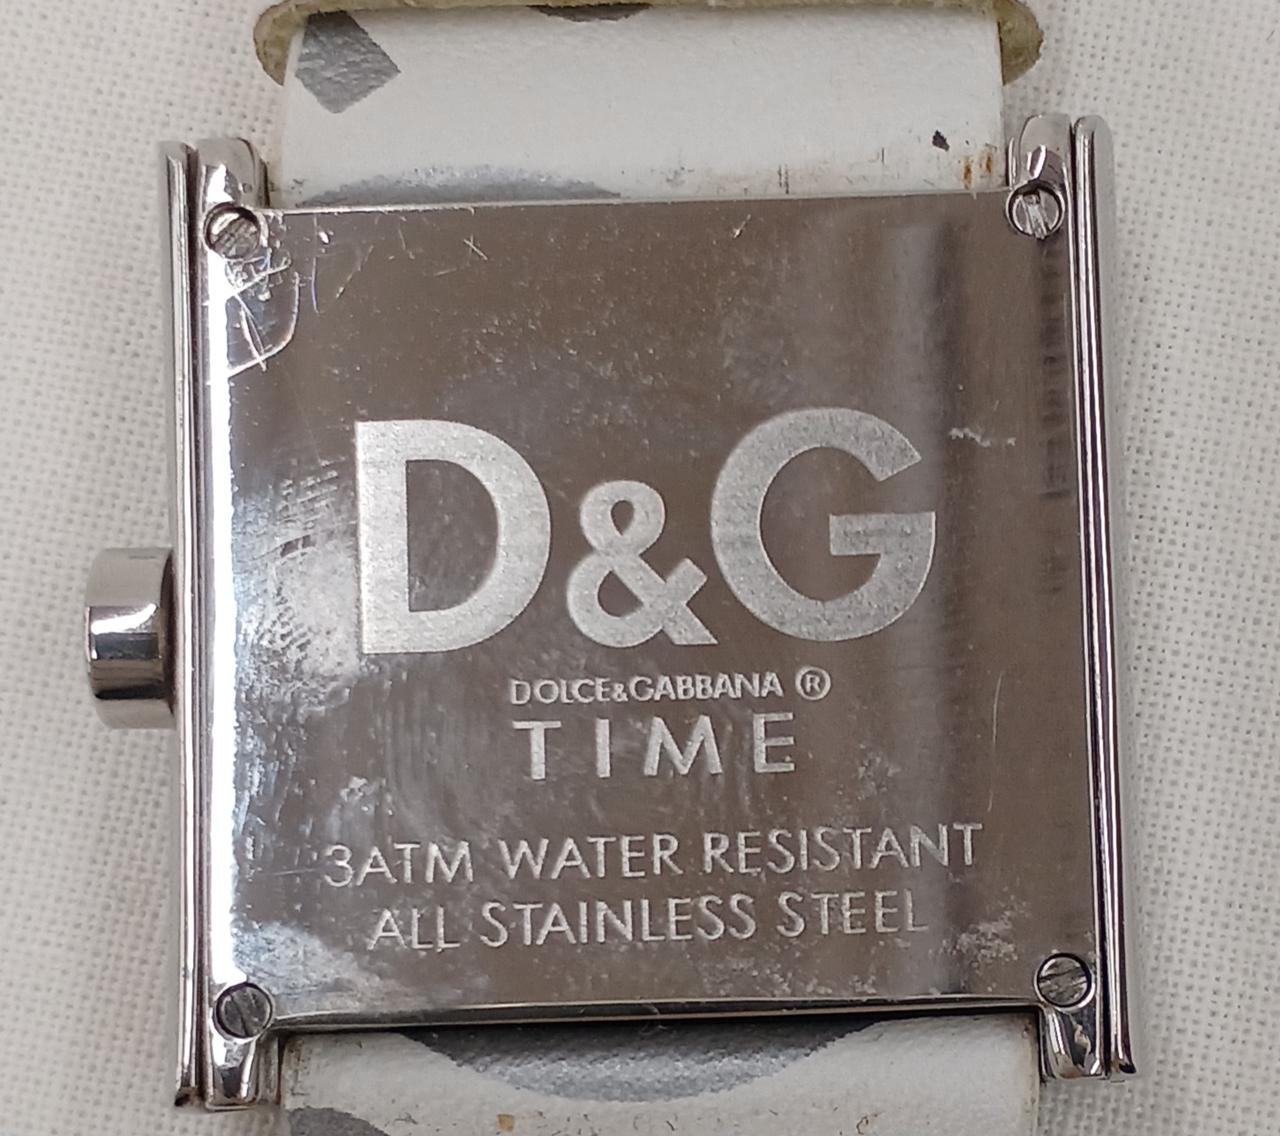 D&G
DOLCE&GABBANA ®
TIME
3ATM WATER RESISTANT
ALL STAINLESS STEEL